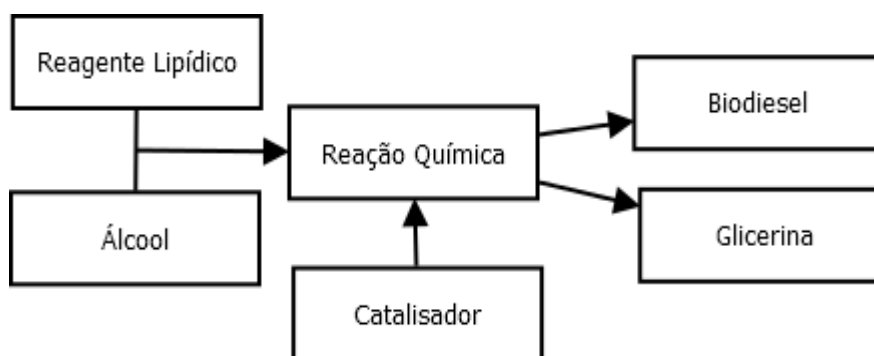 Reagente Lipídico
Álcool
Reação Química
Catalisador
Biodiesel
Glicerina